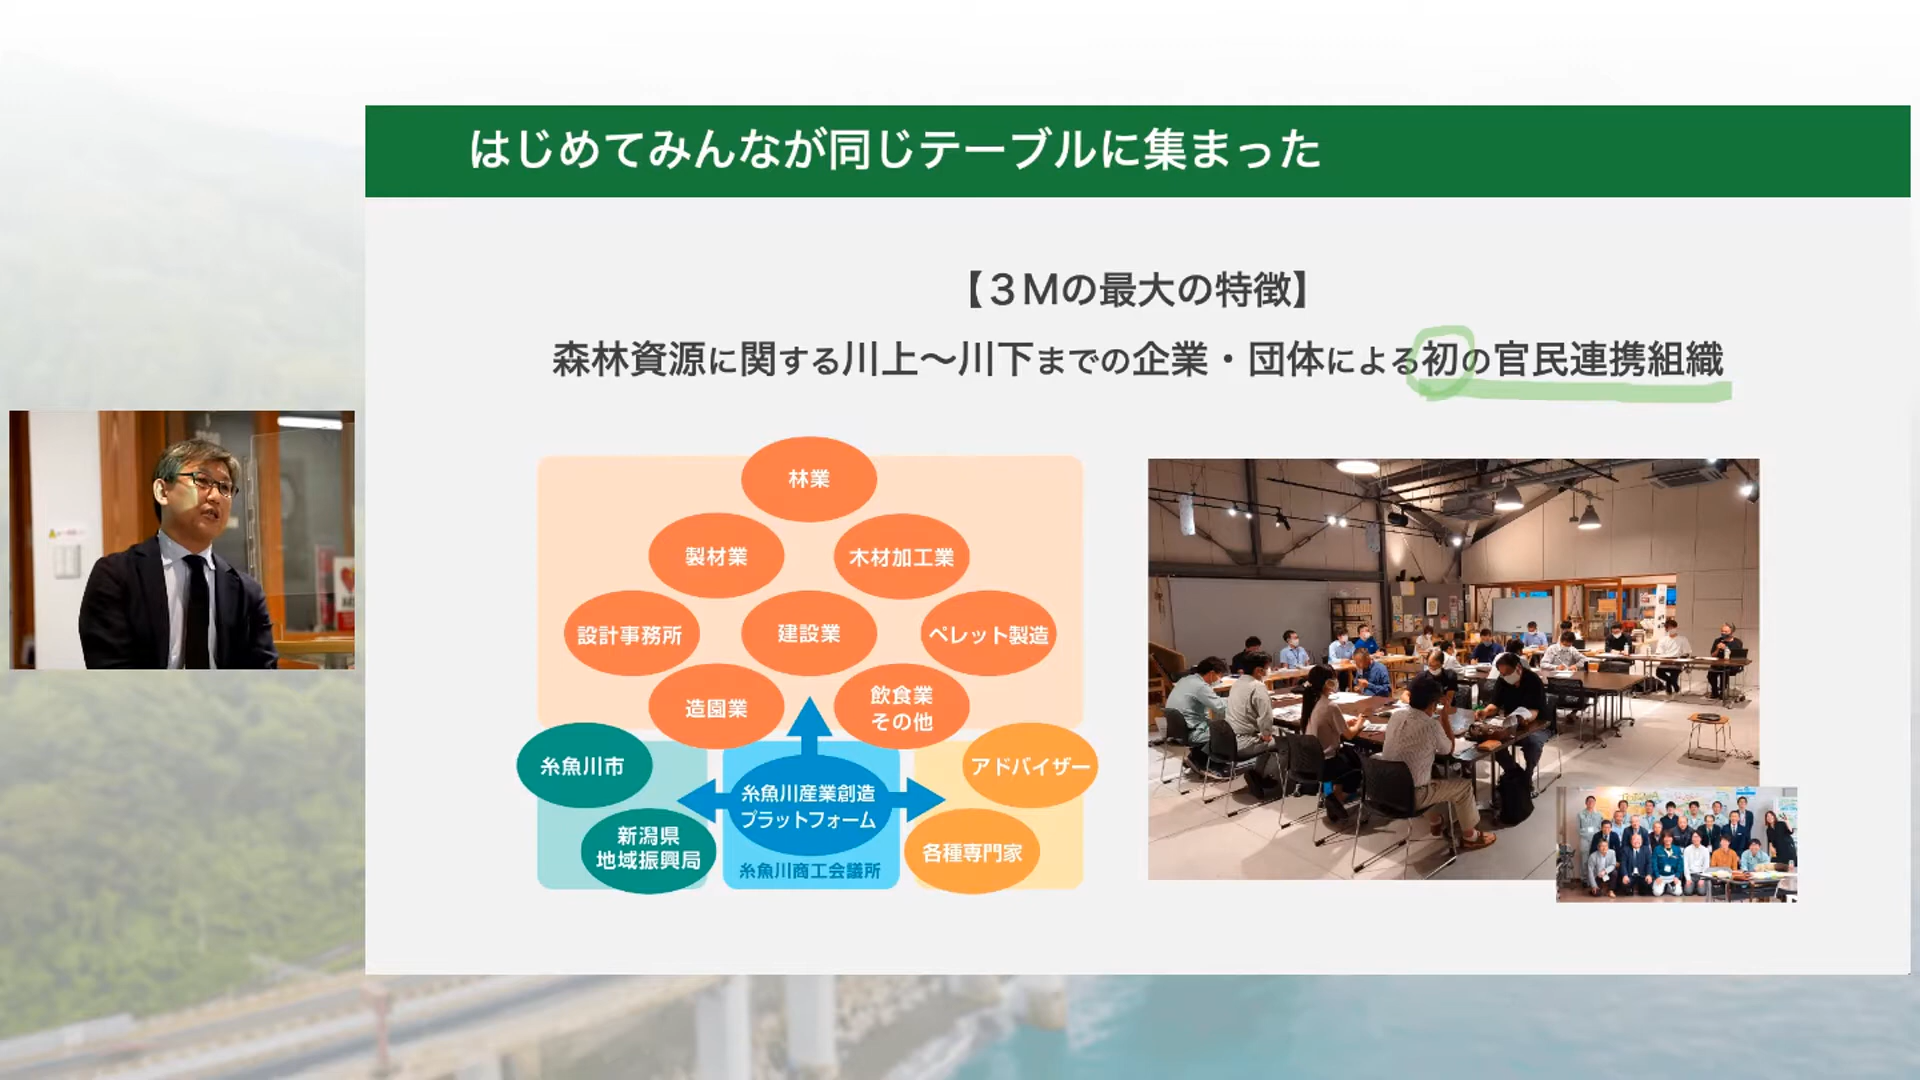 はじめてみんなが同じテーブルに集まった
【３Ｍの最大の特徴】
森林資源に関する川上～川下までの企業・団体による初の官民連携組織
林業
製材業
木材加工業
設計事務所
建設業
ペレット製造
造園業
飲食業
その他
糸魚川市
糸魚川産業創造
プラットフォーム
アドバイザー
新潟県
地域振興局
糸魚川商工会議所
各種専門家